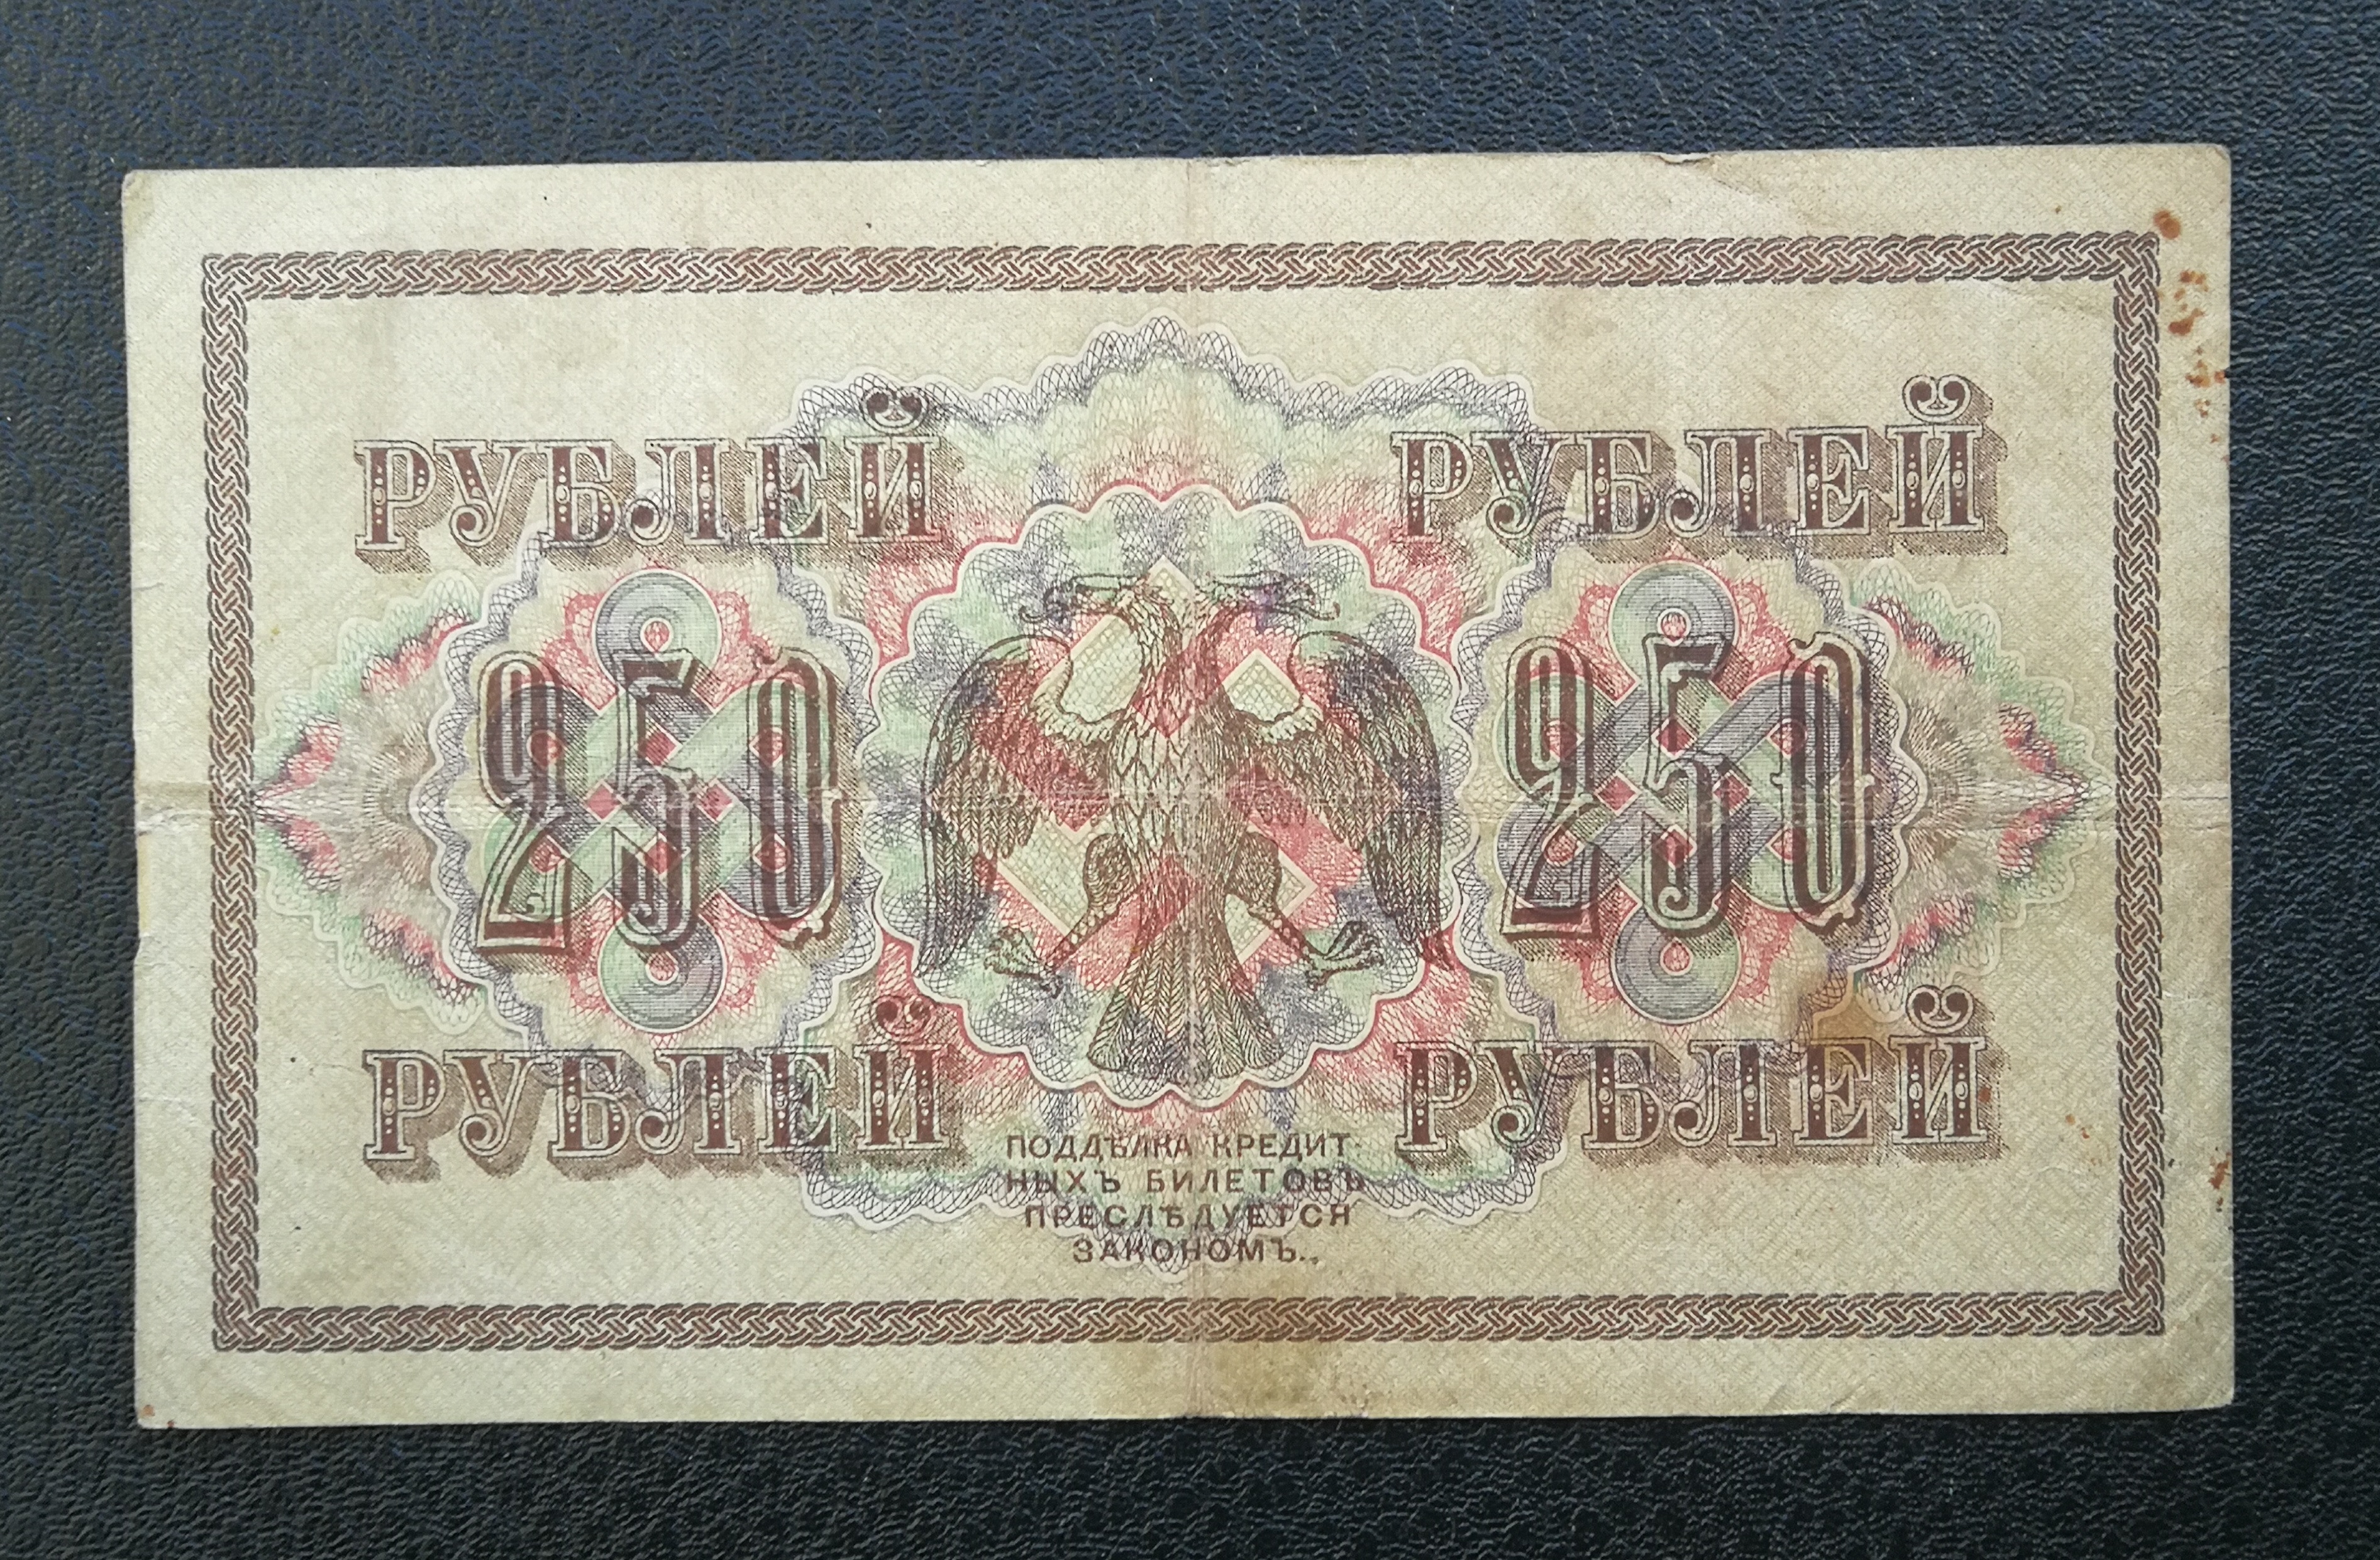 РУБЛЕЙ РУБЛЕЙ
250 250
РУБЛЕЙ РУБЛЕЙ
ПОДДѢЛКА КРЕДИТ-
НЫХЪ БИЛЕТОВЪ
ПРЕСЛѢДУЕТСЯ
ЗАКОНОМЪ.